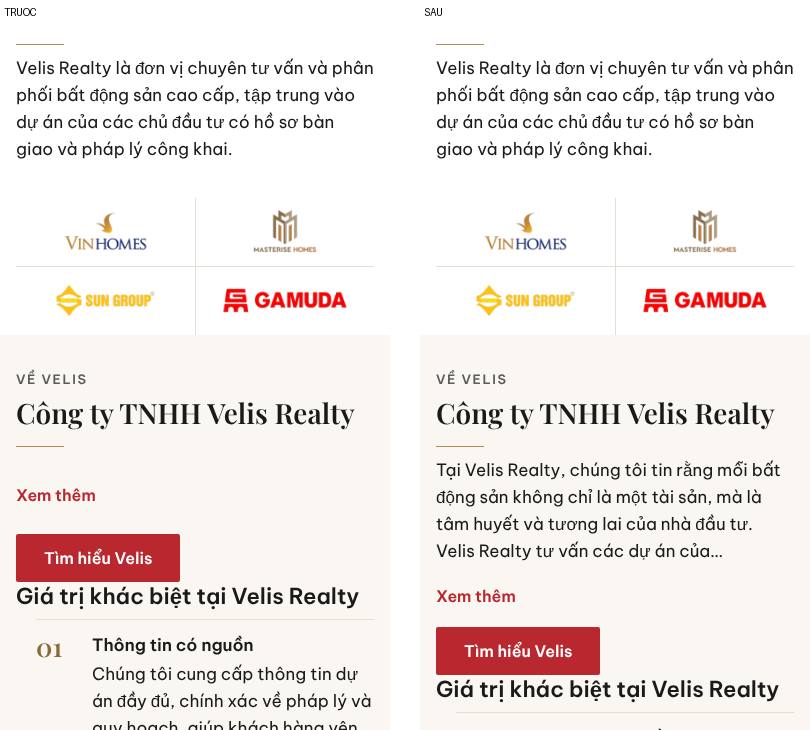 TRUOC
Velis Realty là đơn vị chuyên tư vấn và phân
phối bất động sản cao cấp, tập trung vào
dự án của các chủ đầu tư có hồ sơ bàn
giao và pháp lý công khai.
VINHOMES
MASTERISE HOMES
SUN GROUP
GAMUDA
VỀ VELIS
Công ty TNHH Velis Realty
Xem thêm
Tìm hiểu Velis
Giá trị khác biệt tại Velis Realty
01
Thông tin có nguồn
Chúng tôi cung cấp thông tin dự
án đầy đủ, chính xác về pháp lý và
quy hoạch, giúp khách hàng yên
SAU
Velis Realty là đơn vị chuyên tư vấn và phân
phối bất động sản cao cấp, tập trung vào
dự án của các chủ đầu tư có hồ sơ bàn
giao và pháp lý công khai.
VINHOMES
MASTERISE HOMES
SUN GROUP
GAMUDA
VỀ VELIS
Công ty TNHH Velis Realty
Tại Velis Realty, chúng tôi tin rằng mỗi bất
động sản không chỉ là một tài sản, mà là
tâm huyết và tương lai của nhà đầu tư.
Velis Realty tư vấn các dự án của...
Xem thêm
Tìm hiểu Velis
Giá trị khác biệt tại Velis Realty